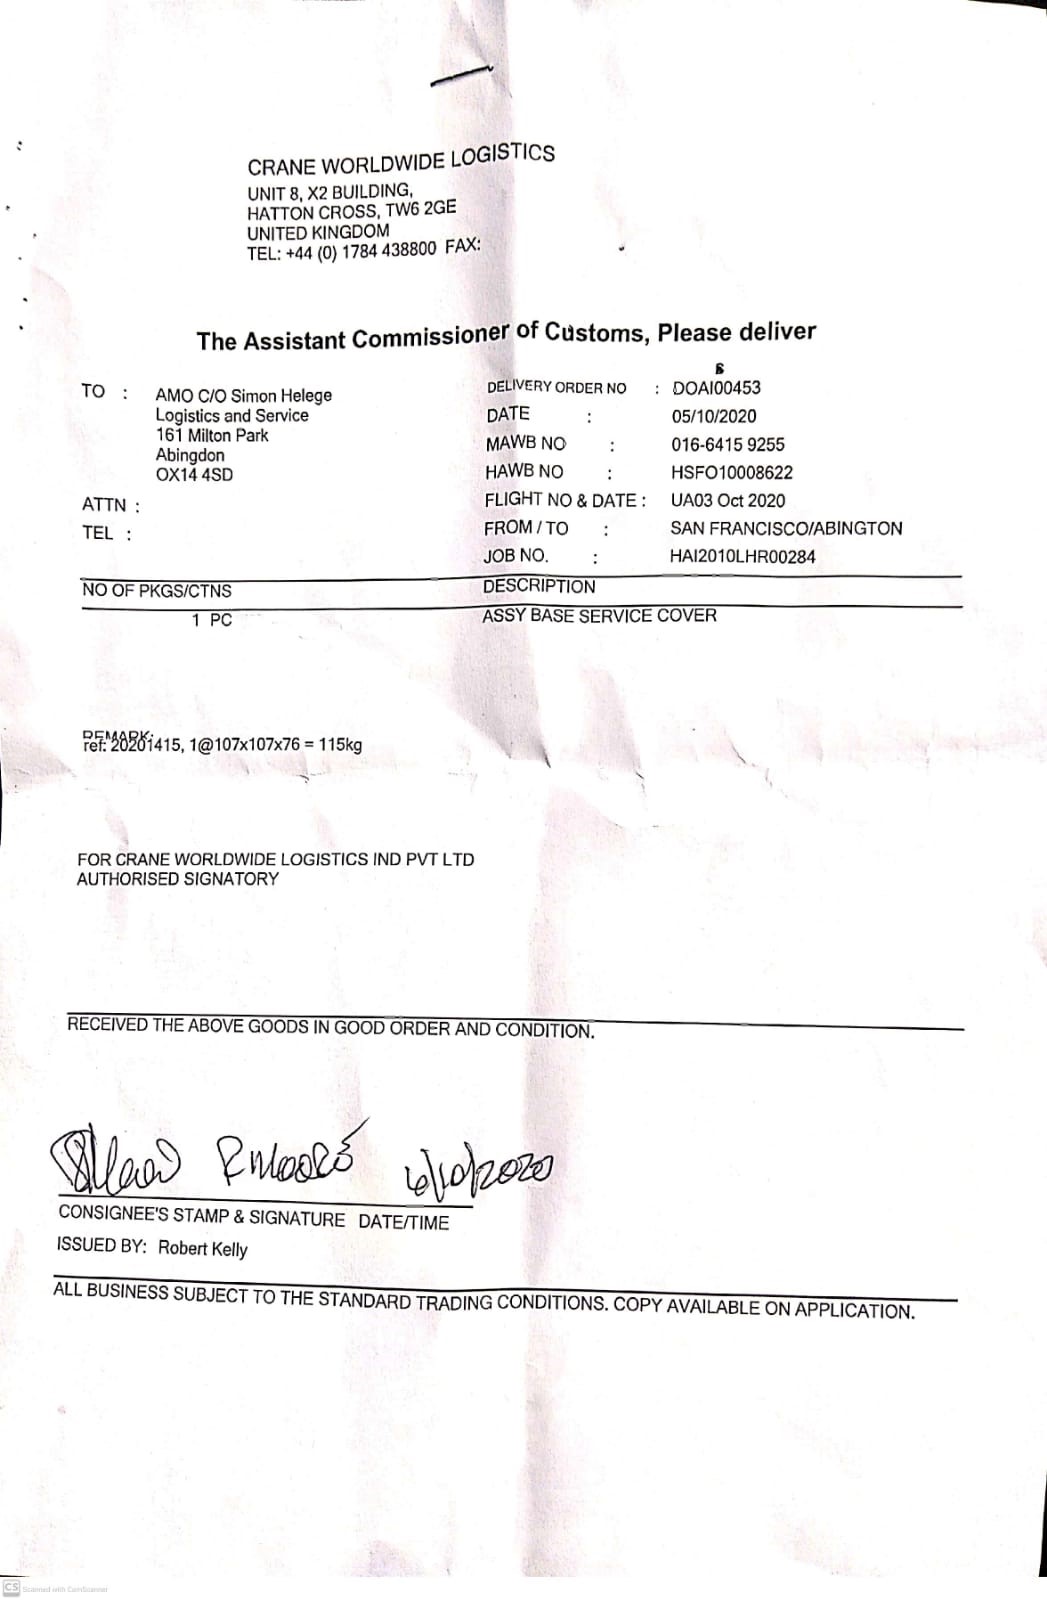 CRANE WORLDWIDE LOGISTICS
UNIT 8, X2 BUILDING,
HATTON CROSS, TW6 2GE
UNITED KINGDOM
TEL: +44 (0) 1784 438800 FAX:
The Assistant Commissioner of Customs, Please deliver
TO : AMO C/O Simon Helege
Logistics and Service
161 Milton Park
Abingdon
OX14 4SD
ATTN :
TEL :
DELIVERY ORDER NO : DOAI00453
DATE : 05/10/2020
MAWB NO : 016-6415 9255
HAWB NO : HSFO10008622
FLIGHT NO & DATE : UA03 Oct 2020
FROM / TO : SAN FRANCISCO/ABINGTON
JOB NO. : HAI2010LHR00284
NO OF PKGS/CTNS DESCRIPTION
1 PC ASSY BASE SERVICE COVER
REMARK:
ref: 20201415, 1@107x107x76 = 115kg
FOR CRANE WORLDWIDE LOGISTICS IND PVT LTD
AUTHORISED SIGNATORY
RECEIVED THE ABOVE GOODS IN GOOD ORDER AND CONDITION.
6/10/2020
CONSIGNEE'S STAMP & SIGNATURE DATE/TIME
ISSUED BY: Robert Kelly
ALL BUSINESS SUBJECT TO THE STANDARD TRADING CONDITIONS. COPY AVAILABLE ON APPLICATION.
CS Scanned with CamScanner